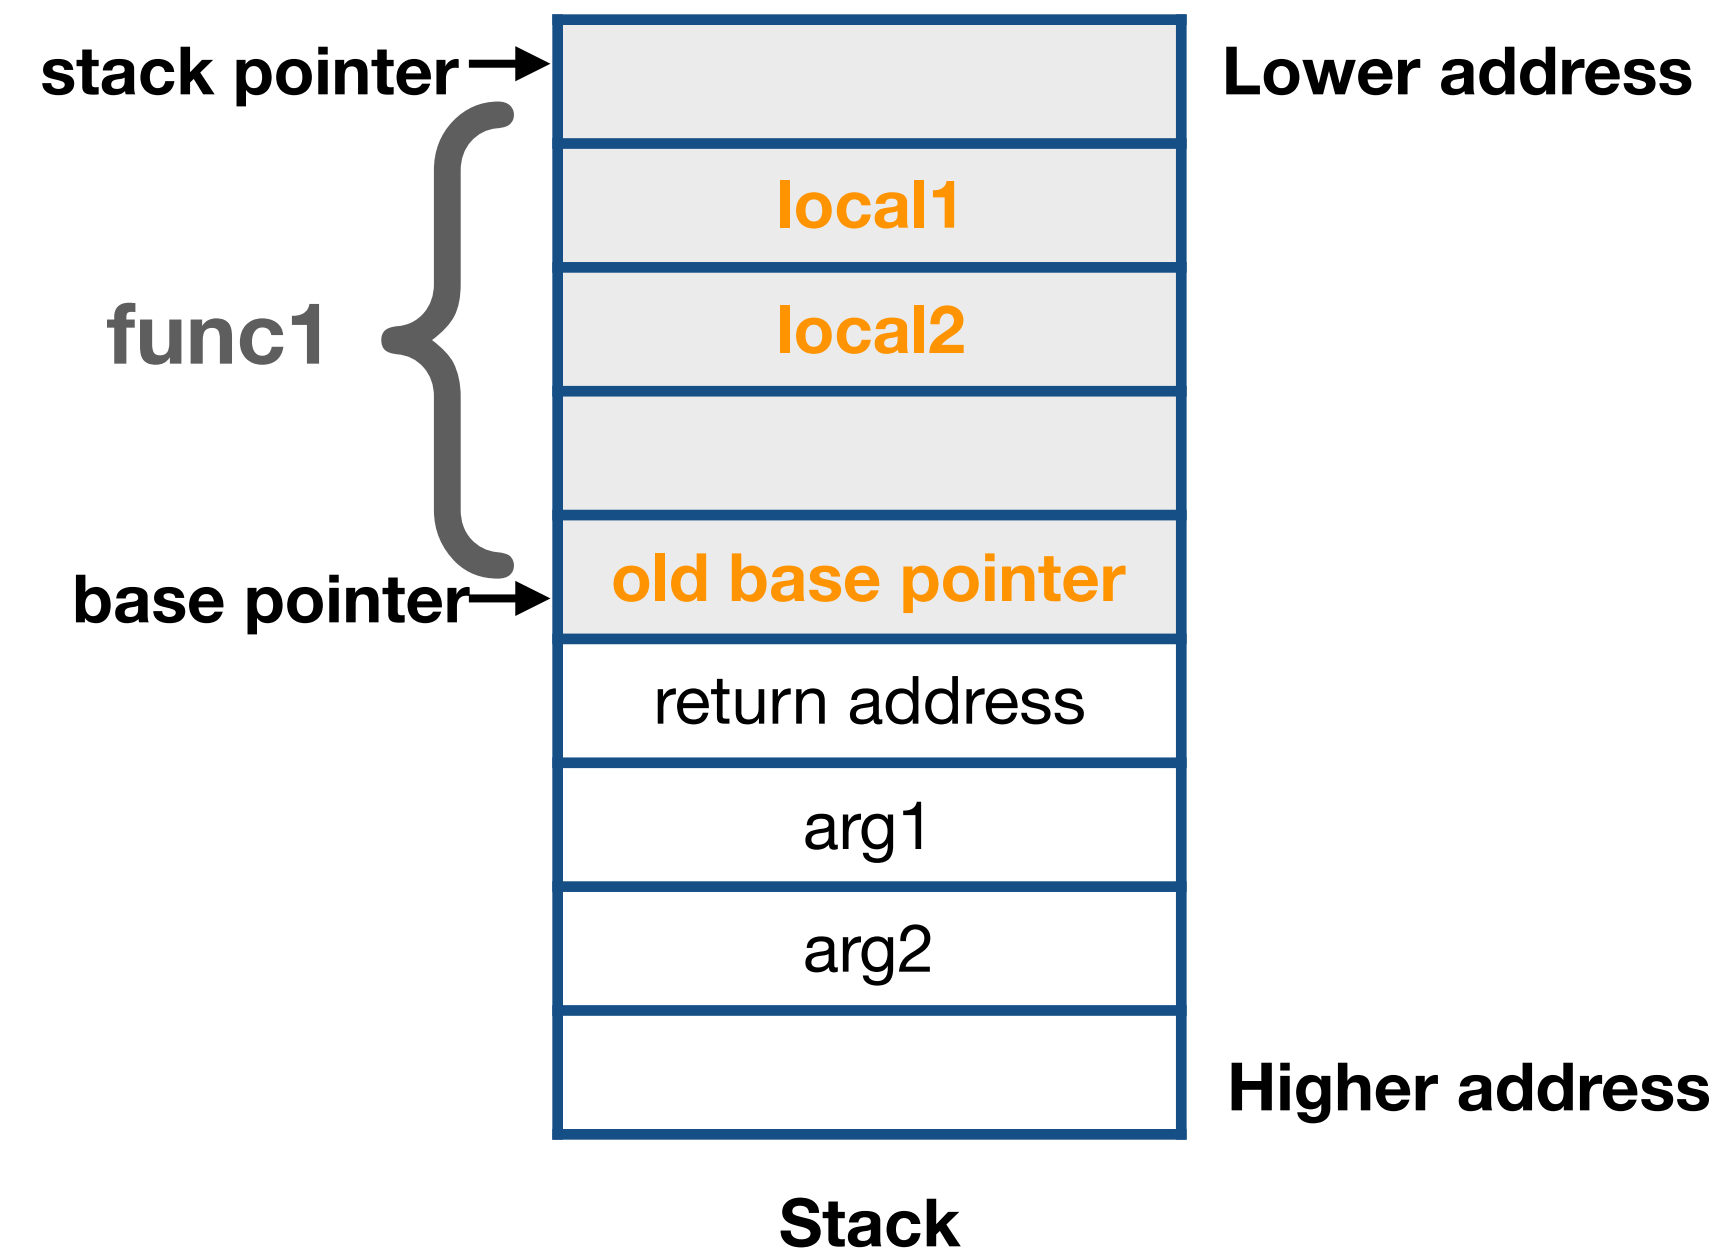 stack pointer
Lower address
local1
func1
local2
old base pointer
base pointer
return address
arg1
arg2
Higher address
Stack